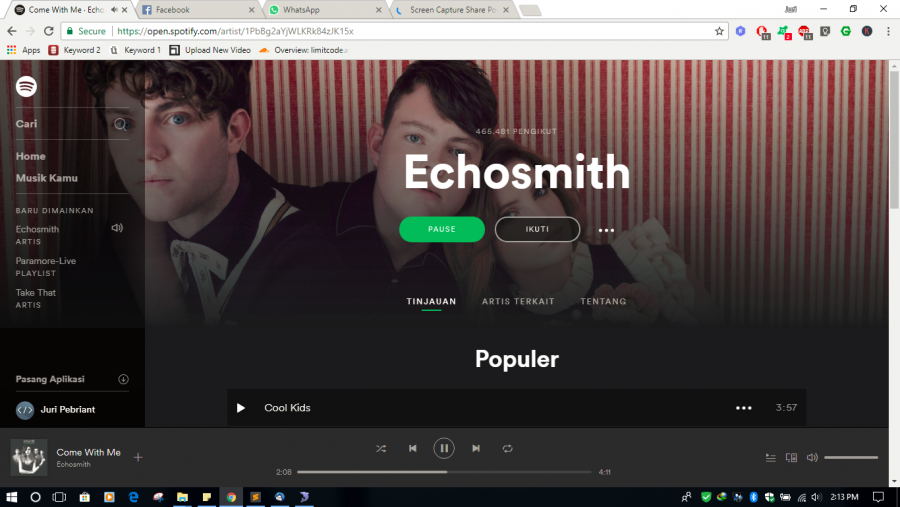 Come With Me · Echo
Facebook
WhatsApp
Screen Capture Share Po
Juri
Secure
https://open.spotify.com/artist/1PbBg2aYjWLKRk84zJK15x
Apps
Keyword 2
Keyword 1
Upload New Video
Overview: limitcode.
Cari
Home
Musik Kamu
BARU DIMAINKAN
Echosmith
ARTIS
Paramore-Live
PLAYLIST
Take That
ARTIS
Pasang Aplikasi
Juri Pebriant
466.481 PENGIKUT
Echosmith
PAUSE
IKUTI
TINJAUAN
ARTIS TERKAIT
TENTANG
Populer
Cool Kids
3:57
Come With Me
Echosmith
2:08
4:11
2:13 PM